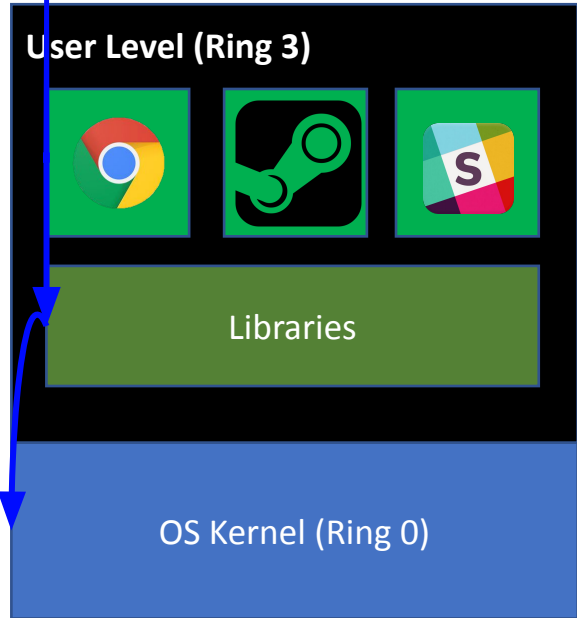 User Level (Ring 3)
S
Libraries
OS Kernel (Ring 0)